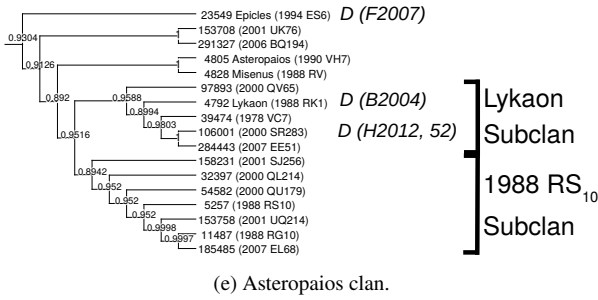 23549 Epicles (1994 ES6) D (F2007)
0.9304
153708 (2001 UK76)
291327 (2006 BQ194)
0.9126
4805 Asteropaios (1990 VH7)
4828 Misenus (1988 RV)
0.892
97893 (2000 QV65)
0.9588
4792 Lykaon (1988 RK1) D (B2004)
0.8994
39474 (1978 VC7)
0.9803
106001 (2000 SR283) D (H2012, 52)
0.9516
284443 (2007 EE51)
Lykaon
Subclan
158231 (2001 SJ256)
0.8942
32397 (2000 QL214)
0.952
54582 (2000 QU179)
0.952
5257 (1988 RS10)
0.952
153758 (2001 UQ214)
0.9998
11487 (1988 RG10)
0.9997
185485 (2007 EL68)
1988 RS10
Subclan
(e) Asteropaios clan.